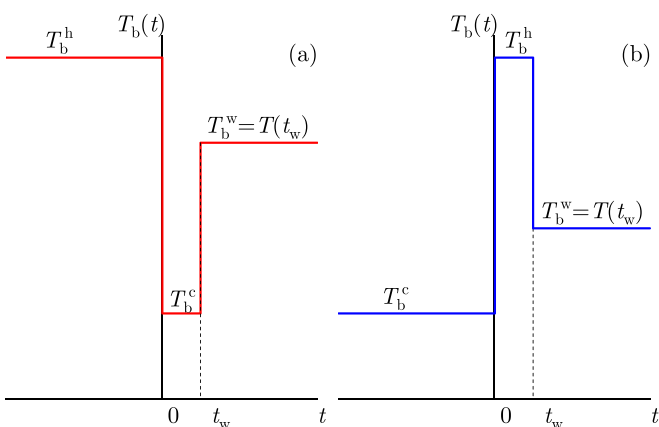 T_b(t)
T_b^h
(a)
T_b^w=T(t_w)
T_b^c
0 t_w t
T_b(t)
T_b^h
(b)
T_b^w=T(t_w)
T_b^c
0 t_w t